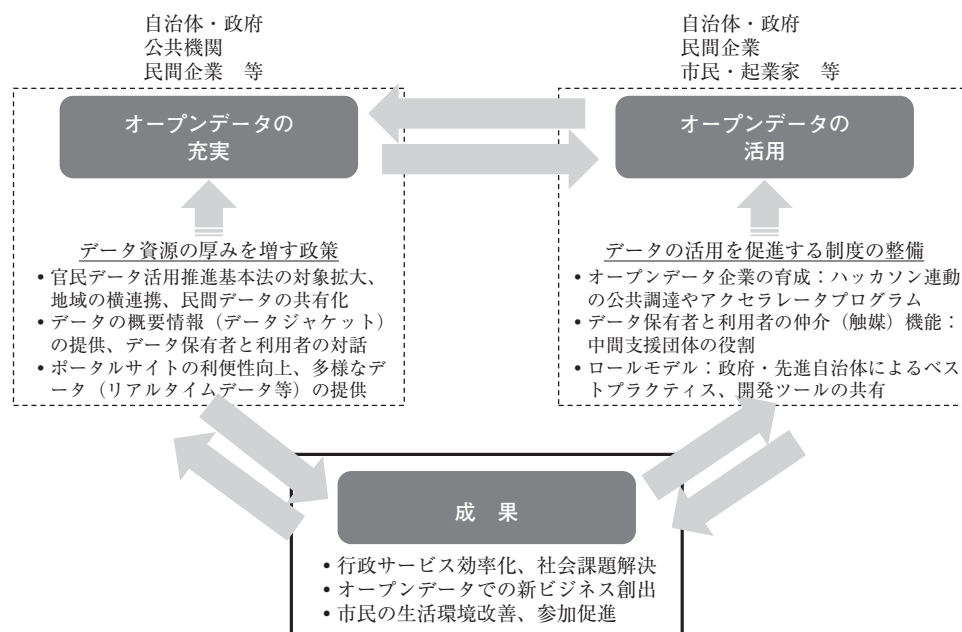 自治体・政府
公共機関
民間企業　等
オープンデータの
充実
データ資源の厚みを増す政策
• 官民データ活用推進基本法の対象拡大、
地域の横連携、民間データの共有化
• データの概要情報（データジャケット）
の提供、データ保有者と利用者の対話
• ポータルサイトの利便性向上、多様なデ
ータ（リアルタイムデータ等）の提供
自治体・政府
民間企業
市民・起業家　等
オープンデータの
活用
データの活用を促進する制度の整備
• オープンデータ企業の育成：ハッカソン連動
の公共調達やアクセラレータプログラム
• データ保有者と利用者の仲介（触媒）機能：
中間支援団体の役割
• ロールモデル：政府・先進自治体によるベス
トプラクティス、開発ツールの共有
成　果
• 行政サービス効率化、社会課題解決
• オープンデータでの新ビジネス創出
• 市民の生活環境改善、参加促進